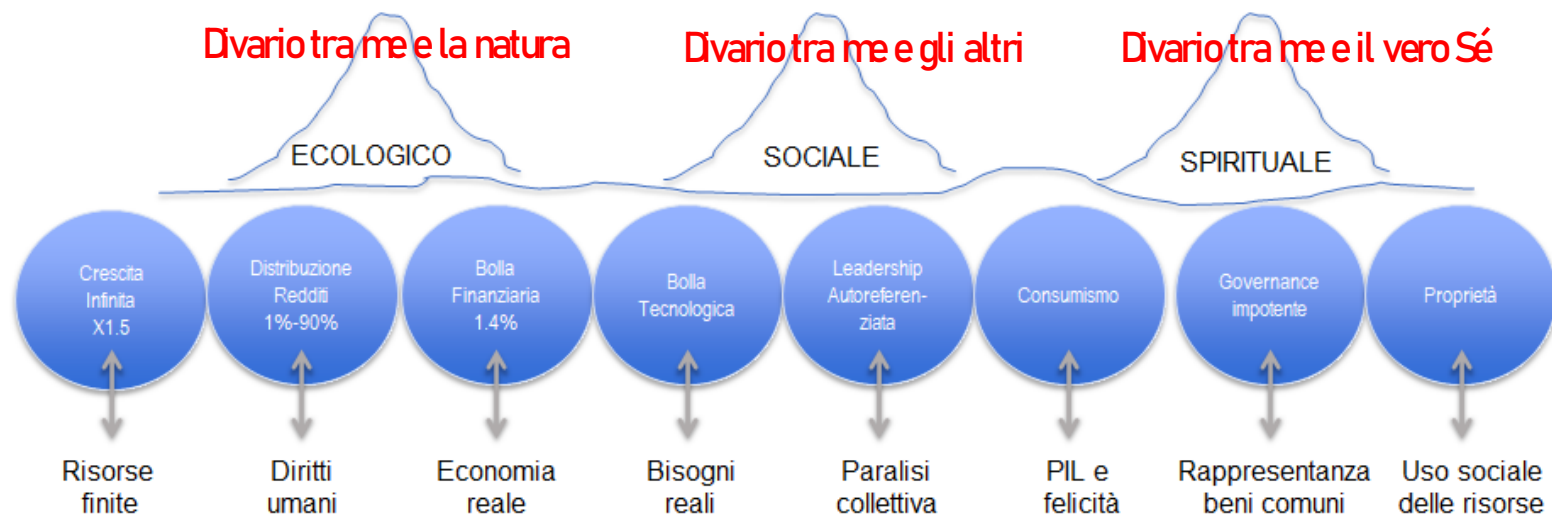 Divario tra me e la natura
Divario tra me e gli altri
Divario tra me e il vero Sé
ECOLOGICO
SOCIALE
SPIRITUALE
Crescita
Infinita
X1.5
Distribuzione
Redditi
1%-90%
Bolla
Finanziaria
1.4%
Bolla
Tecnologica
Leadership
Autoreferen-
ziata
Consumismo
Governance
impotente
Proprietà
Risorse
finite
Diritti
umani
Economia
reale
Bisogni
reali
Paralisi
collettiva
PIL e
felicità
Rappresentanza
beni comuni
Uso sociale
delle risorse